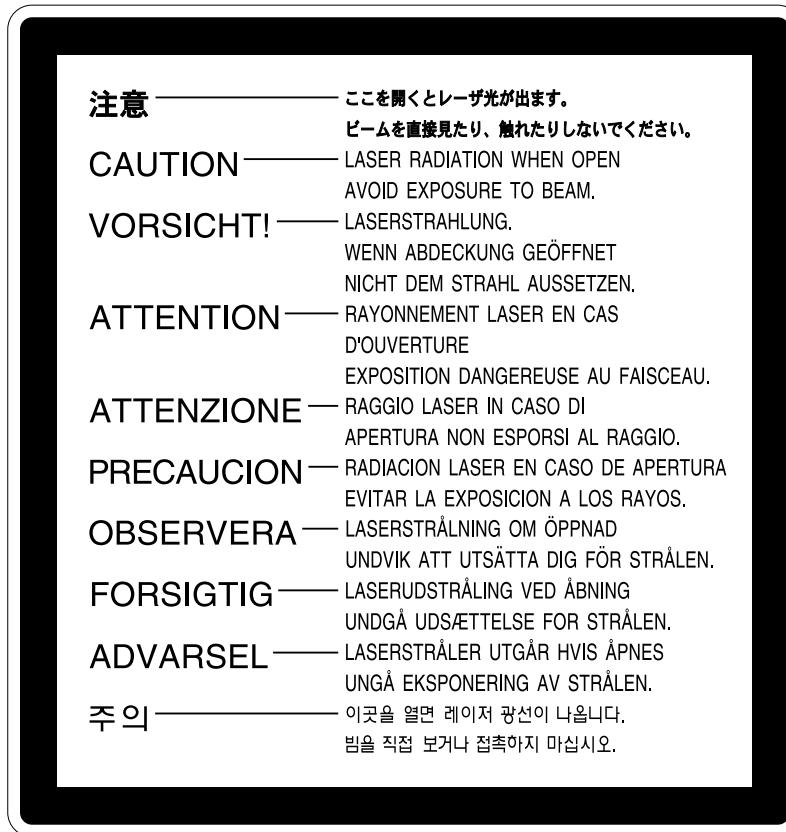 注意 ここを開くとレーザ光が出ます。
ビームを直接見たり、触れたりしないでください。
CAUTION LASER RADIATION WHEN OPEN
AVOID EXPOSURE TO BEAM.
VORSICHT! LASERSTRAHLUNG.
WENN ABDECKUNG GEÖFFNET
NICHT DEM STRAHL AUSSETZEN.
ATTENTION RAYONNEMENT LASER EN CAS
D'OUVERTURE
EXPOSITION DANGEREUSE AU FAISCEAU.
ATTENZIONE RAGGIO LASER IN CASO DI
APERTURA NON ESPORSI AL RAGGIO.
PRECAUCION RADIACION LASER EN CASO DE APERTURA
EVITAR LA EXPOSICION A LOS RAYOS.
OBSERVERA LASERSTRÅLNING OM ÖPPNAD
UNDVIK ATT UTSÄTTA DIG FÖR STRÅLEN.
FORSIGTIG LASERUDSTRÅLING VED ÅBNING
UNDGÅ UDSÆTTELSE FOR STRÅLEN.
ADVARSEL LASERSTRÅLER UTGÅR HVIS ÅPNES
UNGÅ EKSPONERING AV STRÅLEN.
주의 이곳을 열면 레이저 광선이 나옵니다.
빔을 직접 보거나 접촉하지 마십시오.